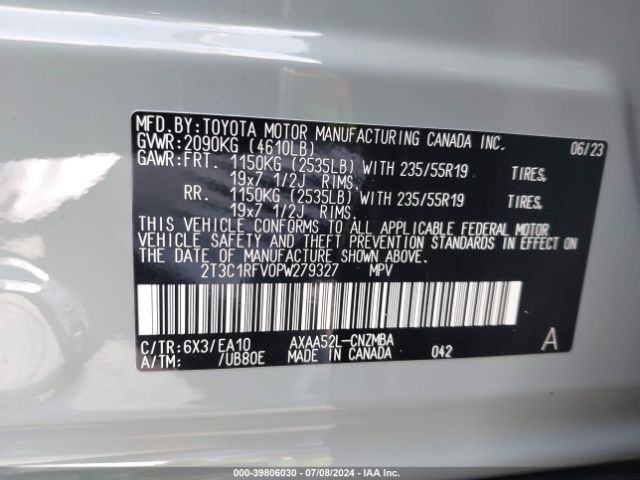 MFD.BY:TOYOTA MOTOR MANUFACTURING CANADA INC. 06/23
GVWR:2090KG (4610LB)
GAWR:FRT. 1150KG (2535LB) WITH 235/55R19 TIRES,
19x7 1/2J RIMS.
RR. 1150KG (2535LB) WITH 235/55R19 TIRES,
19x7 1/2J RIMS.
THIS VEHICLE CONFORMS TO ALL APPLICABLE FEDERAL MOTOR
VEHICLE SAFETY AND THEFT PREVENTION STANDARDS IN EFFECT ON
THE DATE OF MANUFACTURE SHOWN ABOVE.
2T3C1RFV0PW279327 MPV
C/TR:6X3/EA10 AXAA52L-CNZMBA
A/TM: /UB80E MADE IN CANADA 042 A
000-39806030 - 07/08/2024 - IAA Inc.